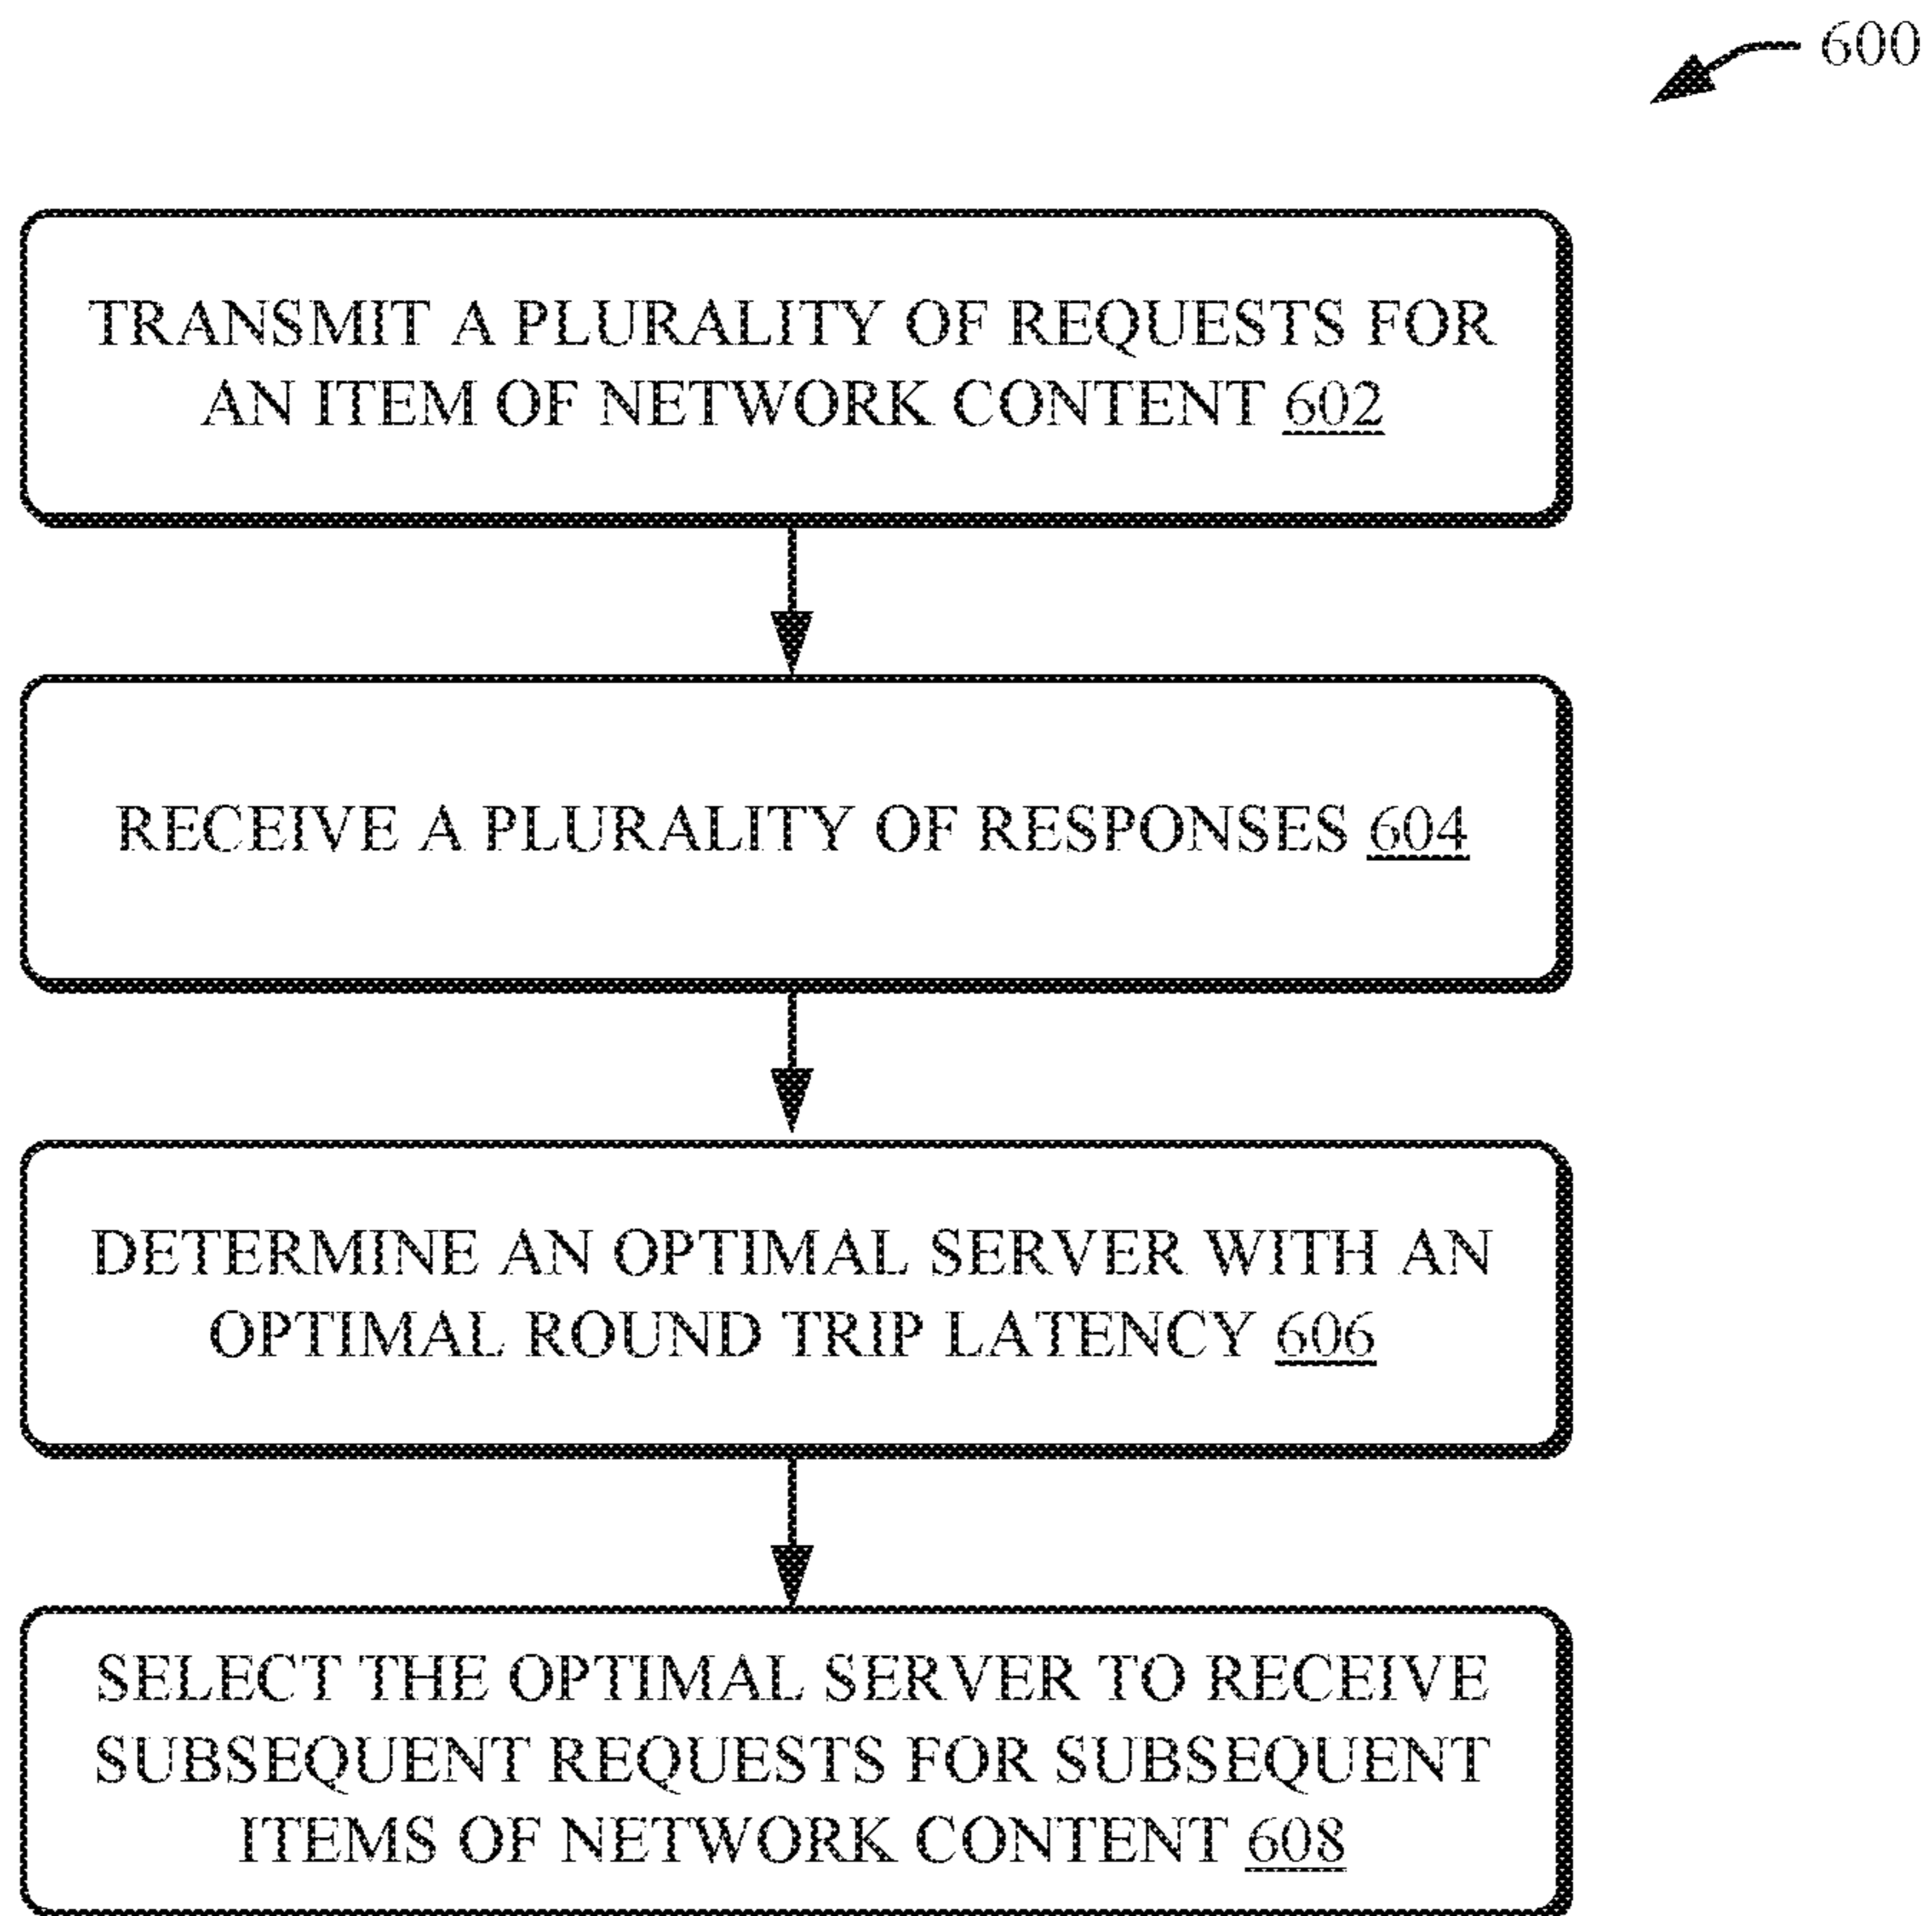 600
TRANSMIT A PLURALITY OF REQUESTS FOR
AN ITEM OF NETWORK CONTENT 602
RECEIVE A PLURALITY OF RESPONSES 604
DETERMINE AN OPTIMAL SERVER WITH AN
OPTIMAL ROUND TRIP LATENCY 606
SELECT THE OPTIMAL SERVER TO RECEIVE
SUBSEQUENT REQUESTS FOR SUBSEQUENT
ITEMS OF NETWORK CONTENT 608